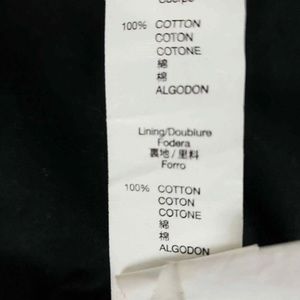 Cuerpo
100% COTTON
COTON
COTONE
綿
棉
ALGODON
Lining/Doublure
Fodera
裏地/里料
Forro
100% COTTON
COTON
COTONE
綿
棉
ALGODON